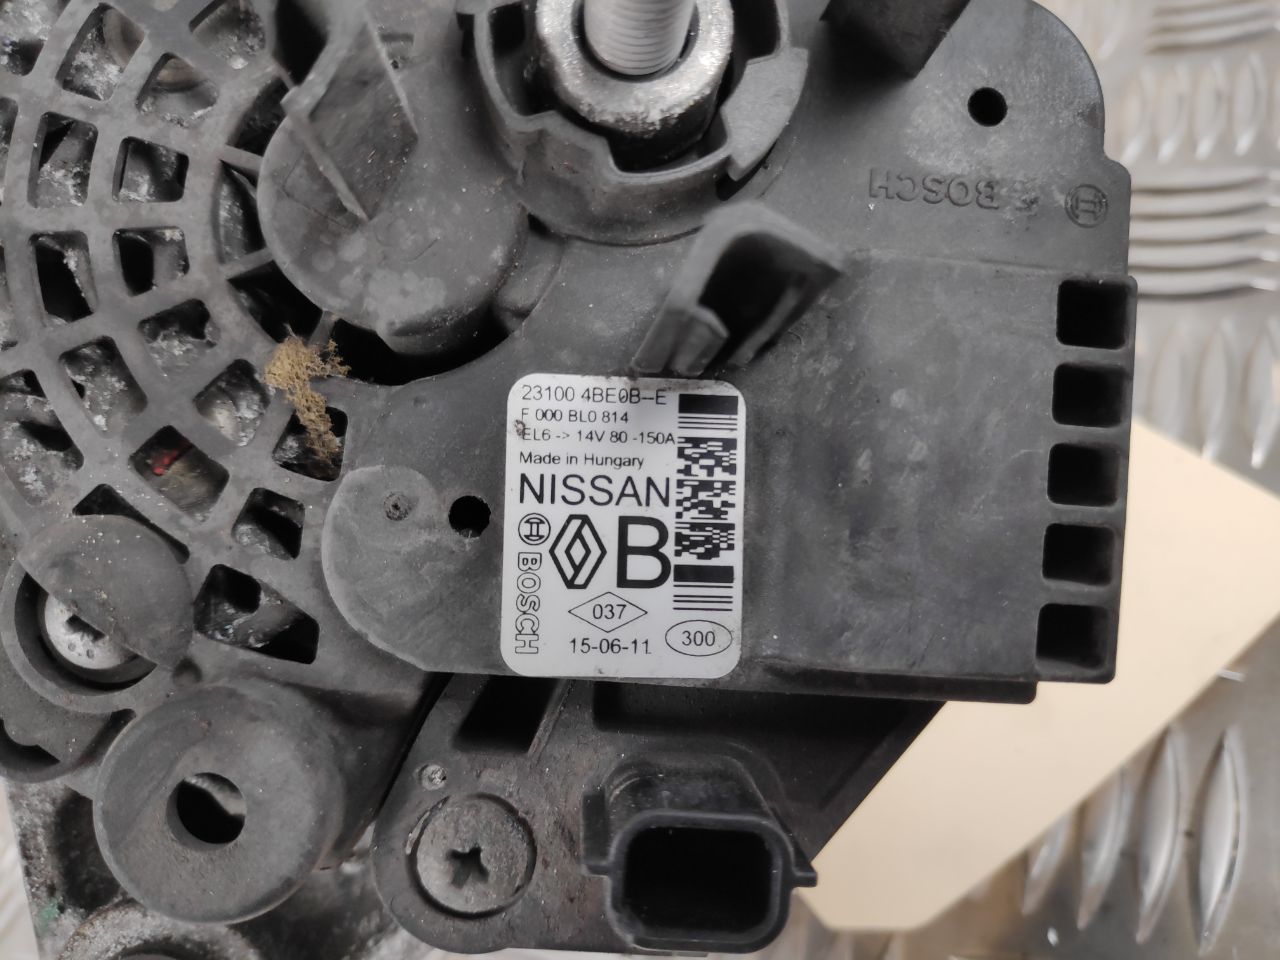 BOSCH
23100 4BE0B--E
F 000 BL0 814
EL6 -> 14V 80 -150A
Made in Hungary
NISSAN
BOSCH
B
037
15-06-11
300